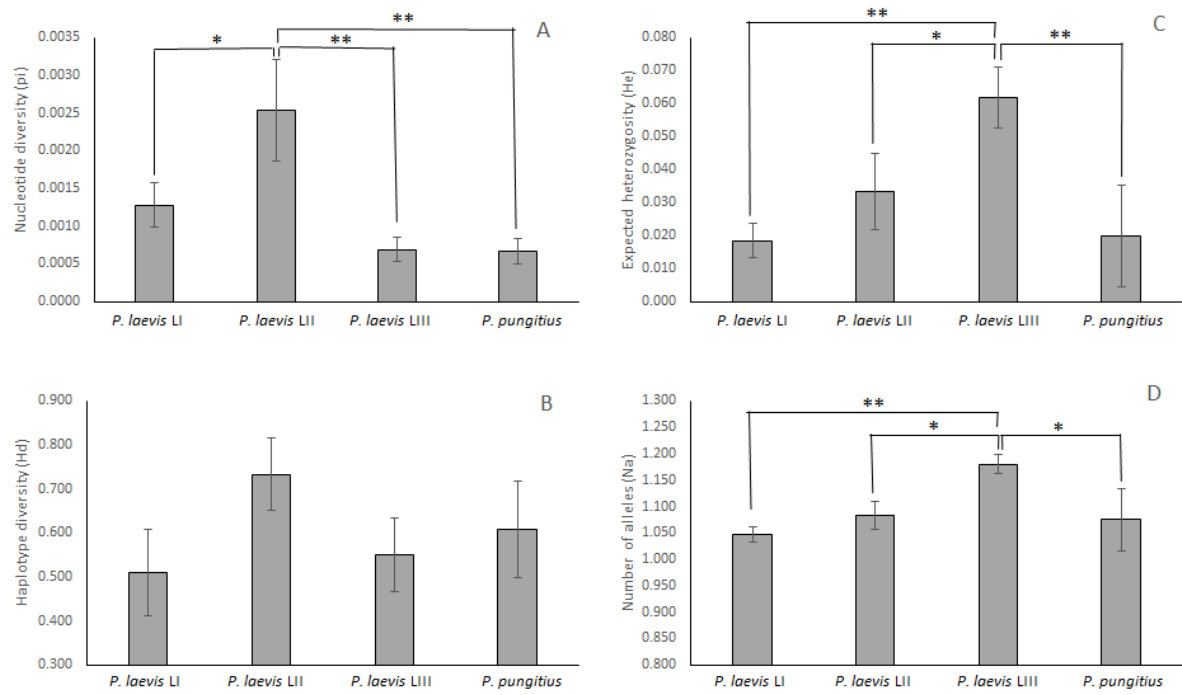 A
**
*
**
0.0035
0.0030
0.0025
0.0020
0.0015
0.0010
0.0005
0.0000
Nucleotide diversity (pi)
P. laevis LI
P. laevis LII
P. laevis LIII
P. pungitius
C
**
*
**
0.080
0.070
0.060
0.050
0.040
0.030
0.020
0.010
0.000
Expected heterozygosity (He)
P. laevis LI
P. laevis LII
P. laevis LIII
P. pungitius
B
0.900
0.800
0.700
0.600
0.500
0.400
0.300
Haplotype diversity (Hd)
P. laevis LI
P. laevis LII
P. laevis LIII
P. pungitius
D
**
*
*
1.300
1.250
1.200
1.150
1.100
1.050
1.000
0.950
0.900
0.850
0.800
Number of alleles (Na)
P. laevis LI
P. laevis LII
P. laevis LIII
P. pungitius